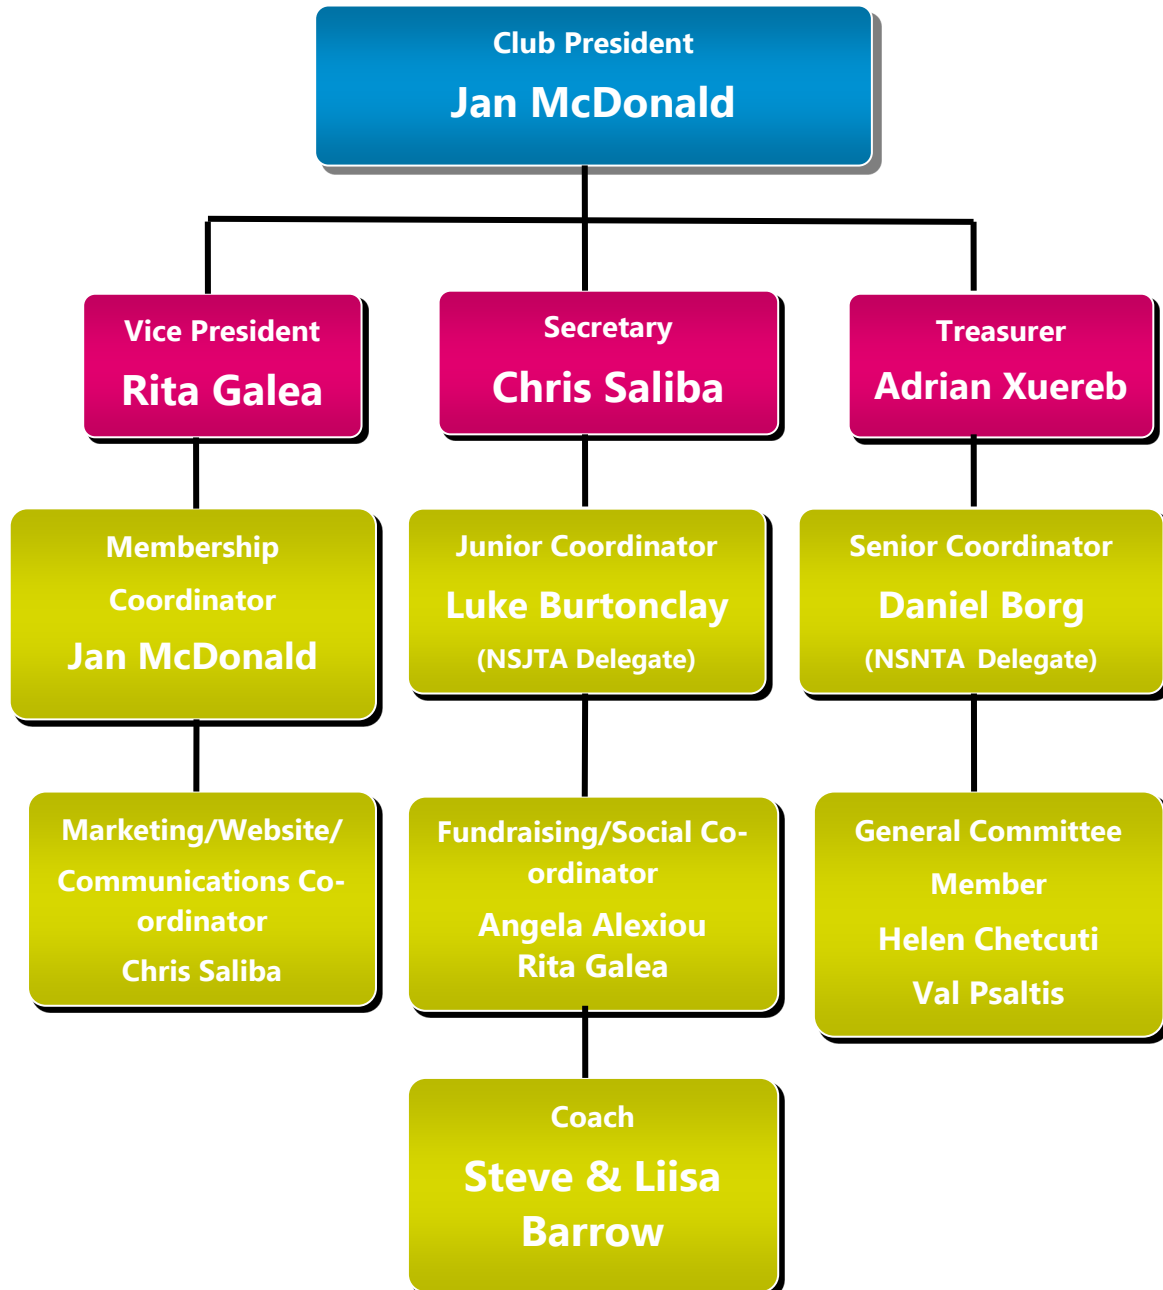 Club President
Jan McDonald
Vice President
Rita Galea
Secretary
Chris Saliba
Treasurer
Adrian Xuereb
Membership
Coordinator
Jan McDonald
Junior Coordinator
Luke Burtonclay
(NSJTA Delegate)
Senior Coordinator
Daniel Borg
(NSNTA Delegate)
Marketing/Website/
Communications Co-
ordinator
Chris Saliba
Fundraising/Social Co-
ordinator
Angela Alexiou
Rita Galea
General Committee
Member
Helen Chetcuti
Val Psaltis
Coach
Steve & Liisa
Barrow